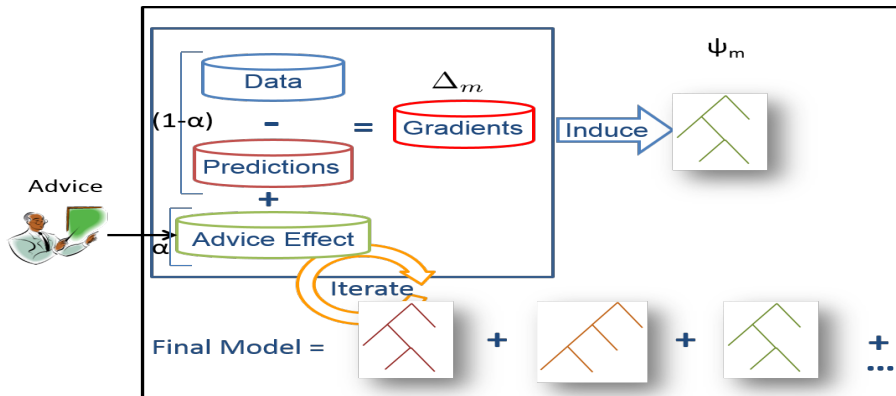 ψm
Data
Δm
(1-α)
-
=
Gradients
Induce
Predictions
Advice
+
α
Advice Effect
Iterate
Final Model =
+
+
+
...